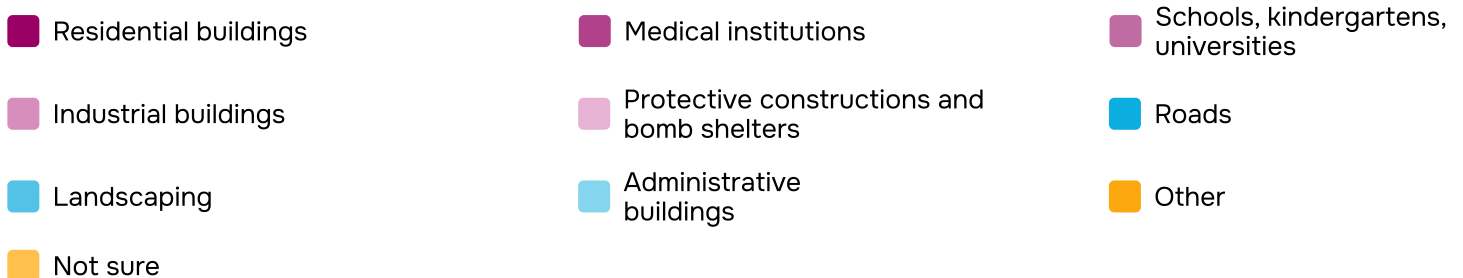 Residential buildings
Medical institutions
Schools, kindergartens,
universities
Industrial buildings
Protective constructions and
bomb shelters
Roads
Landscaping
Administrative
buildings
Other
Not sure